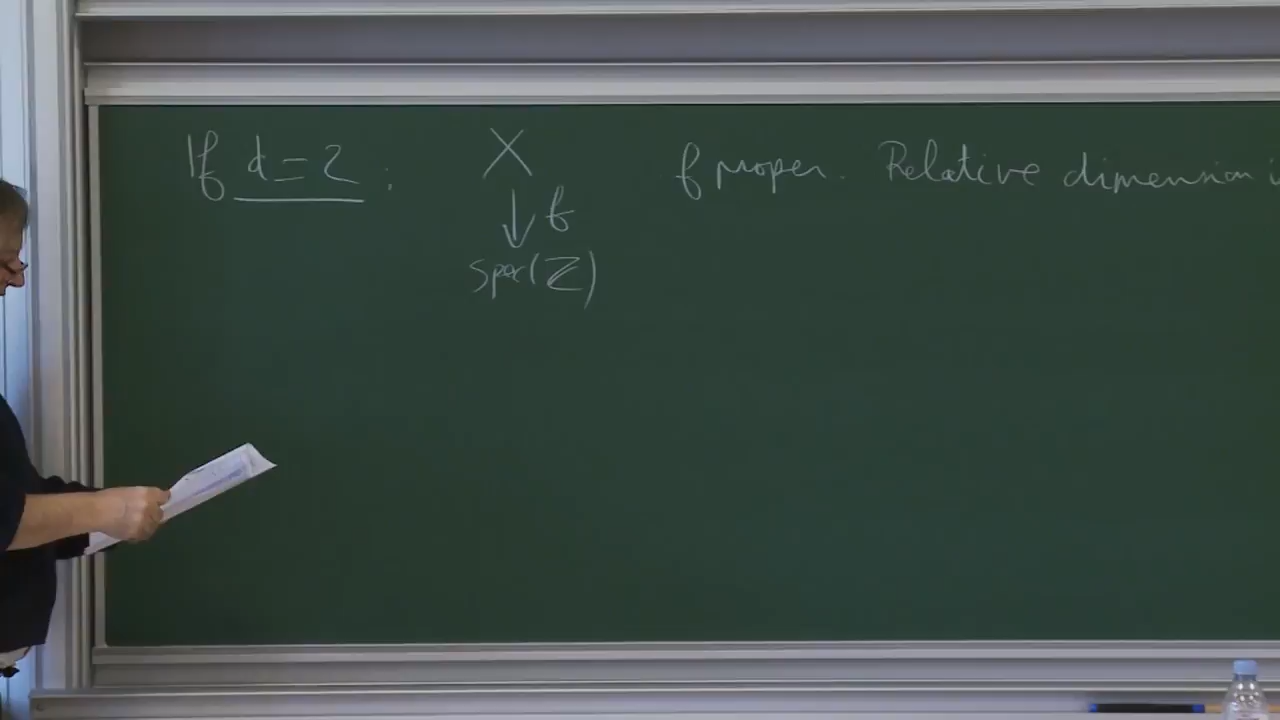 If d = 2 : X f proper. Relative dimension i
↓ f
Spec(ℤ)